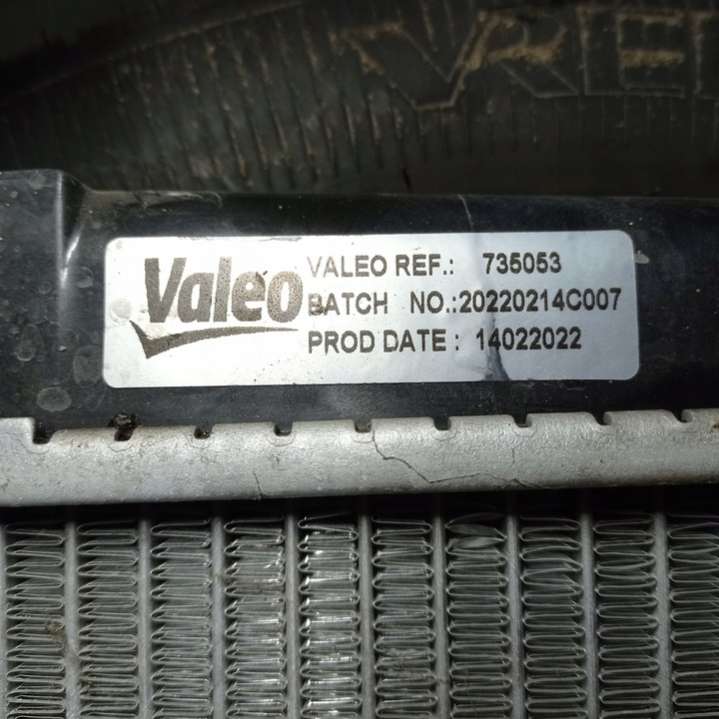 Valeo
VALEO REF.: 735053
BATCH NO.:20220214C007
PROD DATE : 14022022